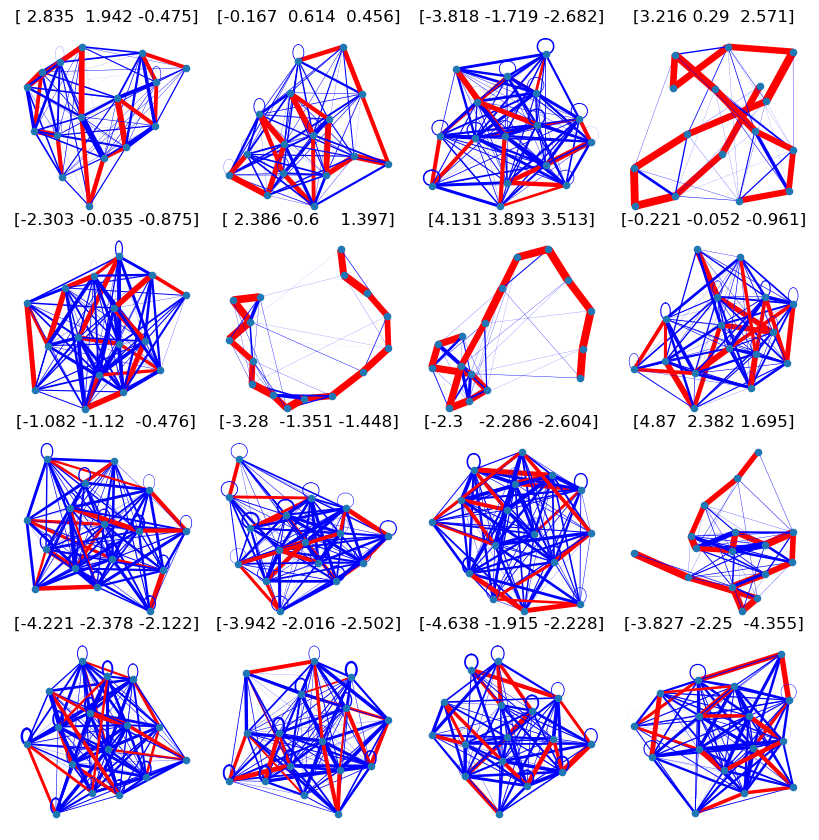 [ 2.835  1.942 -0.475]
[-0.167  0.614  0.456]
[-3.818 -1.719 -2.682]
[3.216 0.29  2.571]
[-2.303 -0.035 -0.875]
[ 2.386 -0.6    1.397]
[4.131 3.893 3.513]
[-0.221 -0.052 -0.961]
[-1.082 -1.12  -0.476]
[-3.28  -1.351 -1.448]
[-2.3   -2.286 -2.604]
[4.87  2.382 1.695]
[-4.221 -2.378 -2.122]
[-3.942 -2.016 -2.502]
[-4.638 -1.915 -2.228]
[-3.827 -2.25  -4.355]